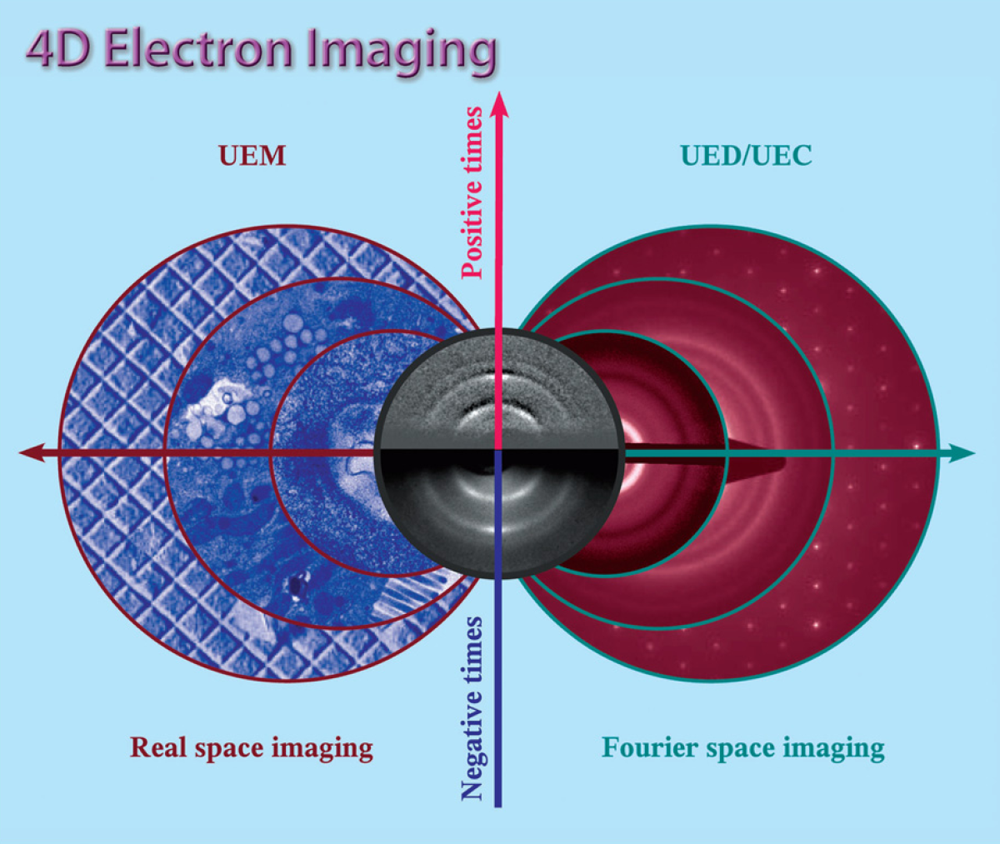 4D Electron Imaging
UEM
Positive times
UED/UEC
Real space imaging
Negative times
Fourier space imaging